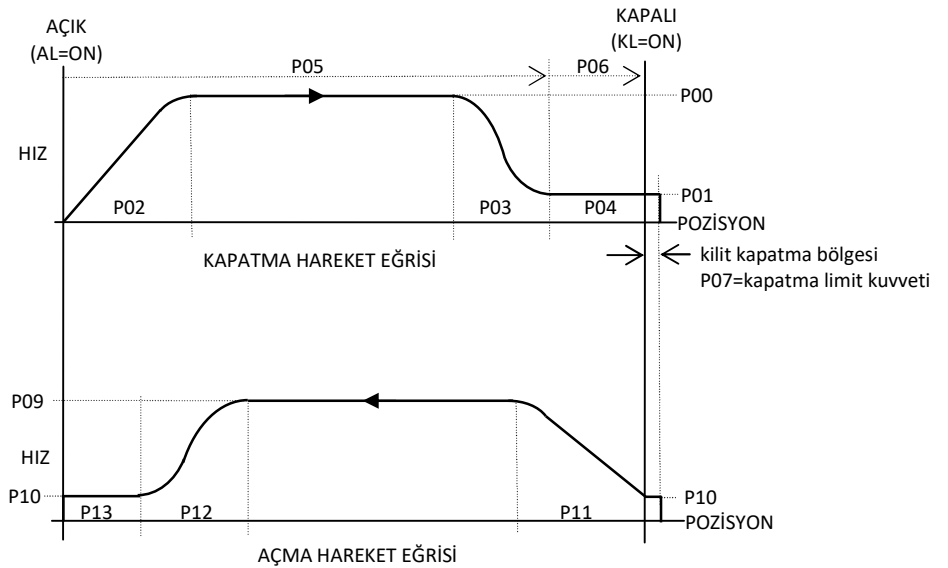 AÇIK
(AL=ON)
KAPALI
(KL=ON)
P05
P06
P00
HIZ
P01
P02
P03
P04
POZİSYON
KAPATMA HAREKET EĞRİSİ
kilit kapatma bölgesi
P07=kapatma limit kuvveti
P09
HIZ
P10
P10
P13
P12
P11
POZİSYON
AÇMA HAREKET EĞRİSİ